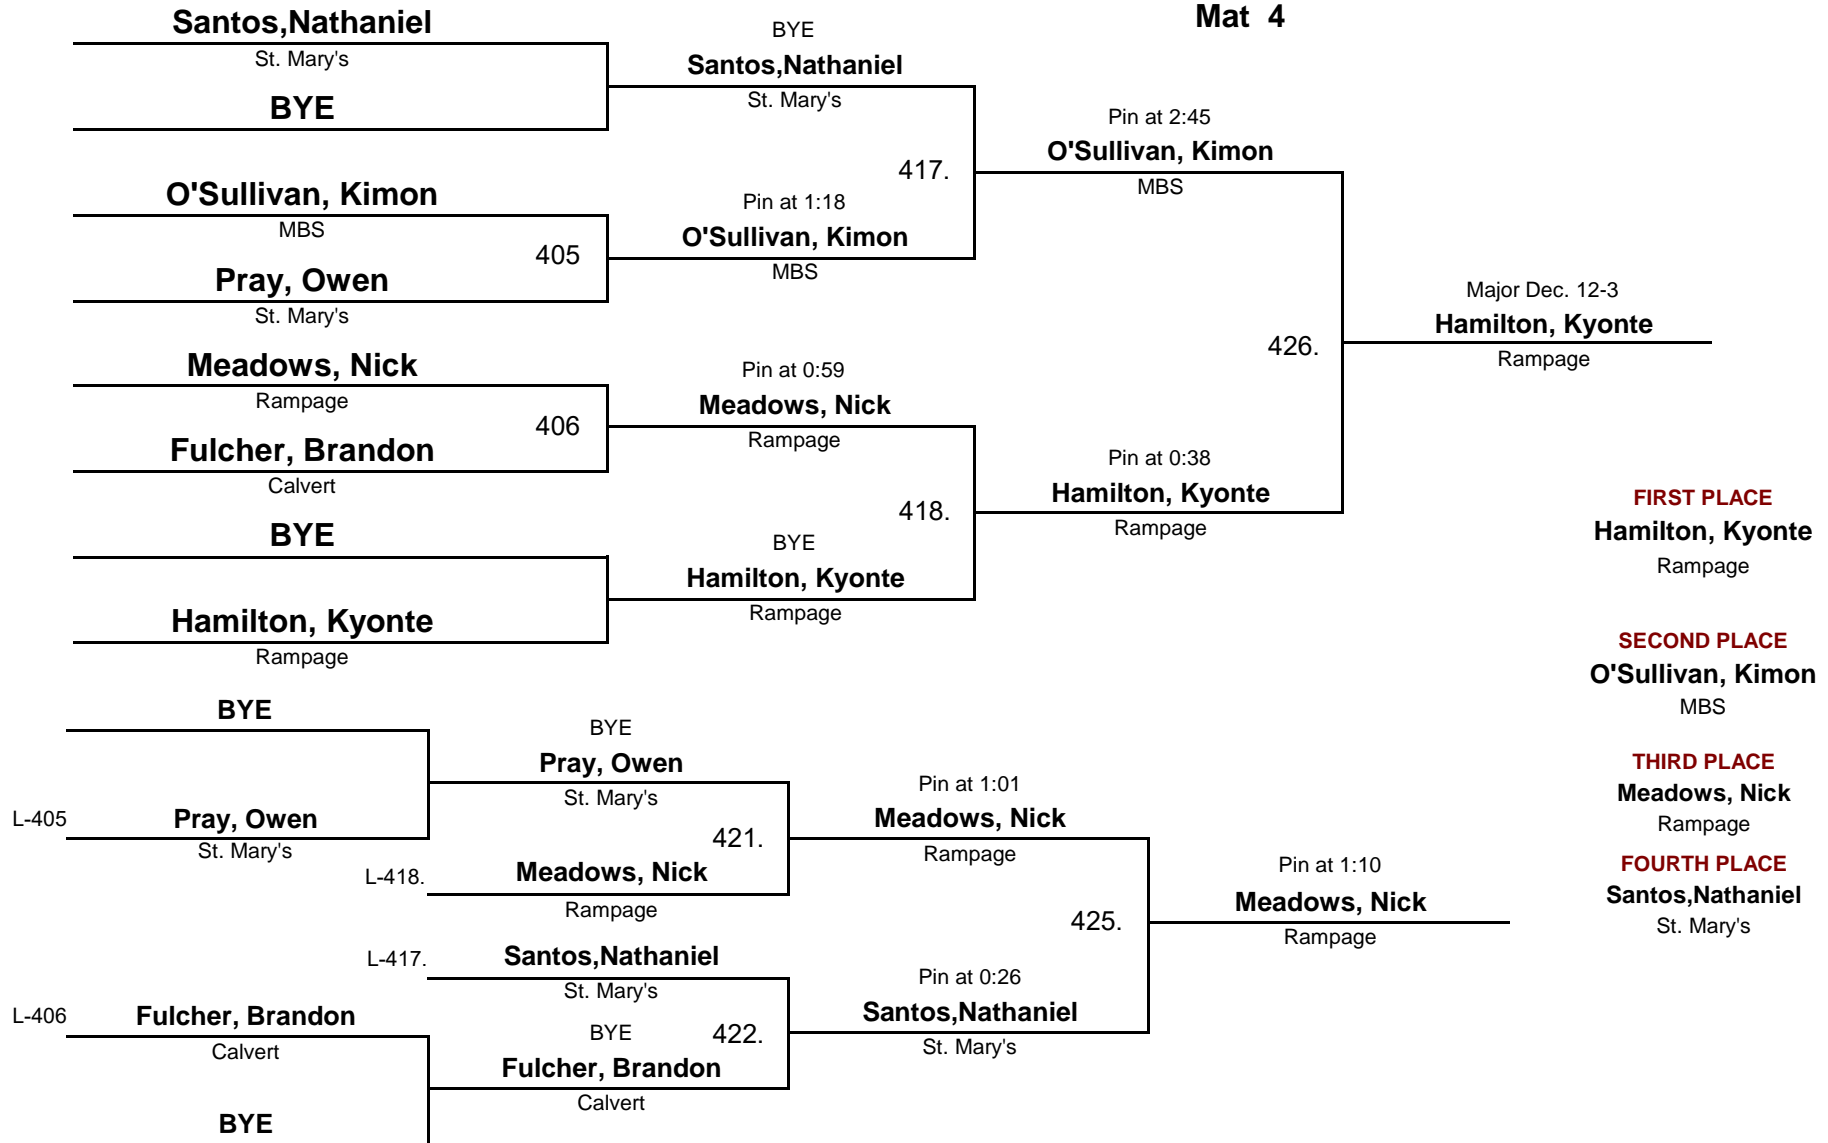 Mat 4
Santos,Nathaniel
St. Mary's
BYE
O'Sullivan, Kimon
MBS
405
Pray, Owen
St. Mary's
Meadows, Nick
Rampage
406
Fulcher, Brandon
Calvert
BYE
Hamilton, Kyonte
Rampage
BYE
Santos,Nathaniel
St. Mary's
417.
Pin at 1:18
O'Sullivan, Kimon
MBS
Pin at 0:59
Meadows, Nick
Rampage
418.
BYE
Hamilton, Kyonte
Rampage
Pin at 2:45
O'Sullivan, Kimon
MBS
426.
Pin at 0:38
Hamilton, Kyonte
Rampage
Major Dec. 12-3
Hamilton, Kyonte
Rampage
BYE
L-405
Pray, Owen
St. Mary's
BYE
Pray, Owen
St. Mary's
421.
L-418.
Meadows, Nick
Rampage
L-417.
Santos,Nathaniel
St. Mary's
L-406
Fulcher, Brandon
Calvert
BYE
BYE
422.
Fulcher, Brandon
Calvert
Pin at 1:01
Meadows, Nick
Rampage
425.
Pin at 0:26
Santos,Nathaniel
St. Mary's
Pin at 1:10
Meadows, Nick
Rampage
FIRST PLACE
Hamilton, Kyonte
Rampage
SECOND PLACE
O'Sullivan, Kimon
MBS
THIRD PLACE
Meadows, Nick
Rampage
FOURTH PLACE
Santos,Nathaniel
St. Mary's